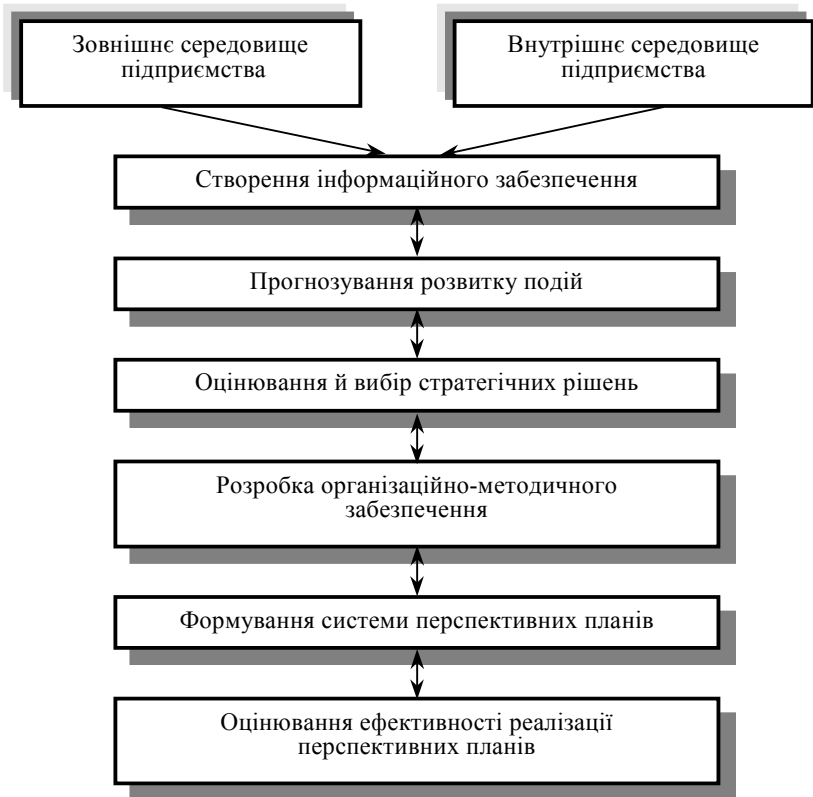 Зовнішнє середовище
підприємства
Внутрішнє середовище
підприємства
Створення інформаційного забезпечення
Прогнозування розвитку подій
Оцінювання й вибір стратегічних рішень
Розробка організаційно-методичного
забезпечення
Формування системи перспективних планів
Оцінювання ефективності реалізації
перспективних планів